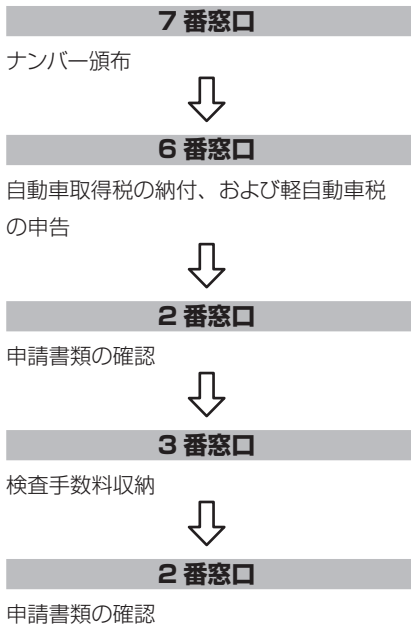 7 番窓口
ナンバー頒布
6 番窓口
自動車取得税の納付、および軽自動車税
の申告
2 番窓口
申請書類の確認
3 番窓口
検査手数料収納
2 番窓口
申請書類の確認